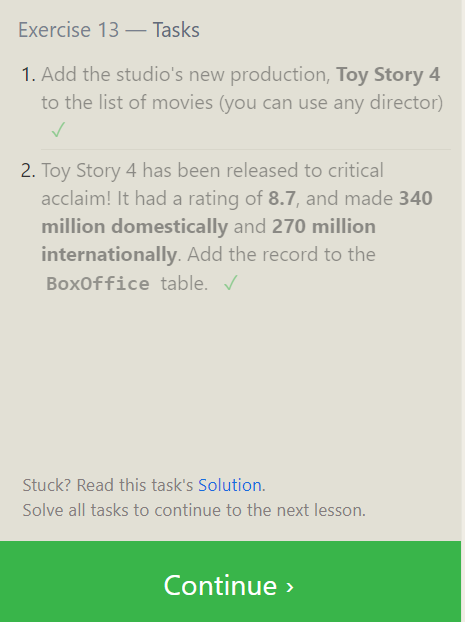 Exercise 13 — Tasks
1. Add the studio's new production, Toy Story 4
to the list of movies (you can use any director)
✓
2. Toy Story 4 has been released to critical
acclaim! It had a rating of 8.7, and made 340
million domestically and 270 million
internationally. Add the record to the
BoxOffice table. ✓
Stuck? Read this task's Solution.
Solve all tasks to continue to the next lesson.
Continue ›